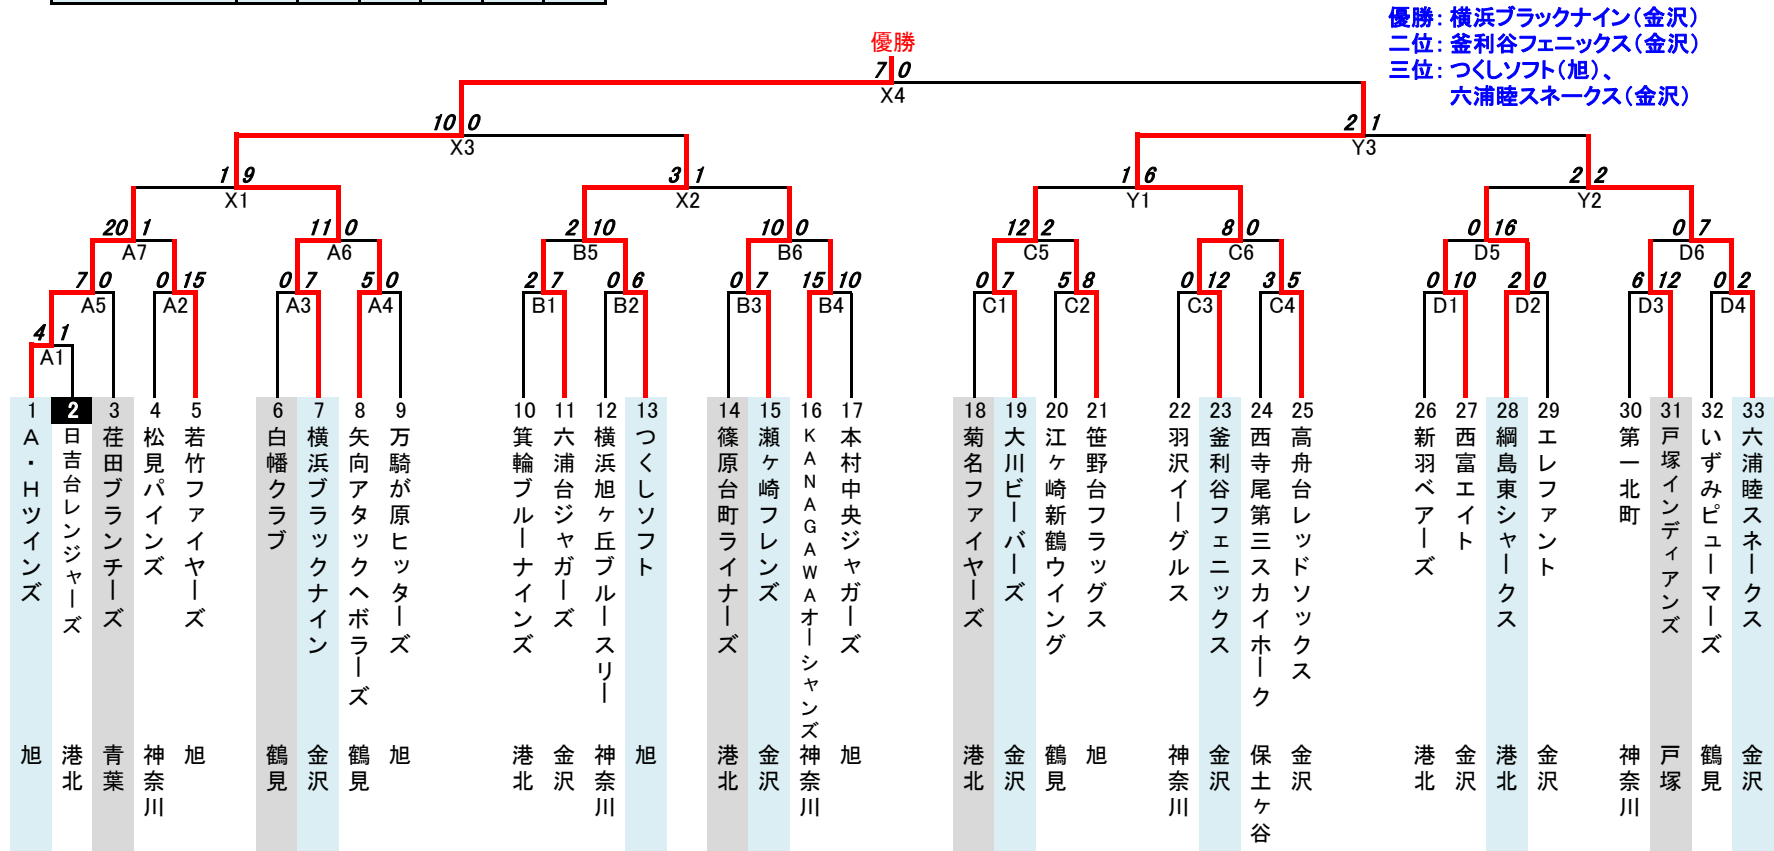 優勝：横浜ブラックナイン（金沢）
二位：釜利谷フェニックス（金沢）
三位：つくしソフト（旭）、
六浦睦スネークス（金沢）
優勝
7 0
X4
10 0
X3
2 1
Y3
1 9
X1
3 1
X2
1 6
Y1
2 2
Y2
20 1
A7
11 0
A6
2 10
B5
10 0
B6
12 2
C5
8 0
C6
0 16
D5
0 7
D6
7 0
A5
0 15
A2
0 7
A3
5 0
A4
2 7
B1
0 6
B2
0 7
B3
15 10
B4
0 7
C1
5 8
C2
0 12
C3
3 5
C4
0 10
D1
2 0
D2
6 12
D3
0 2
D4
4 1
A1
1 A・Hツインズ 旭
2 日吉台レンジャーズ 港北
3 荏田ブランチーズ 青葉
4 松見パインズ 神奈川
5 若竹ファイヤーズ 旭
6 白幡クラブ 鶴見
7 横浜ブラックナイン 金沢
8 矢向アタックヘボラーズ 鶴見
9 万騎が原ヒッターズ 旭
10 箕輪ブルーナインズ 港北
11 六浦台ジャガーズ 金沢
12 横浜旭ヶ丘ブルースリー 神奈川
13 つくしソフト 旭
14 篠原台町ライナーズ 港北
15 瀬ヶ崎フレンズ 金沢
16 KANAGAWAオーシャンズ 神奈川
17 本村中央ジャガーズ 旭
18 菊名ファイヤーズ 港北
19 大川ビーバーズ 金沢
20 江ヶ崎新鶴ウイング 鶴見
21 笹野台フラッグス 旭
22 羽沢イーグルス 神奈川
23 釜利谷フェニックス 金沢
24 西寺尾第三スカイホーク 保土ヶ谷
25 高舟台レッドソックス 金沢
26 新羽ベアーズ 港北
27 西富エイト 金沢
28 綱島東シャークス 港北
29 エレファント 金沢
30 第一北町 神奈川
31 戸塚インディアンズ 戸塚
32 いずみピューマーズ 鶴見
33 六浦睦スネークス 金沢